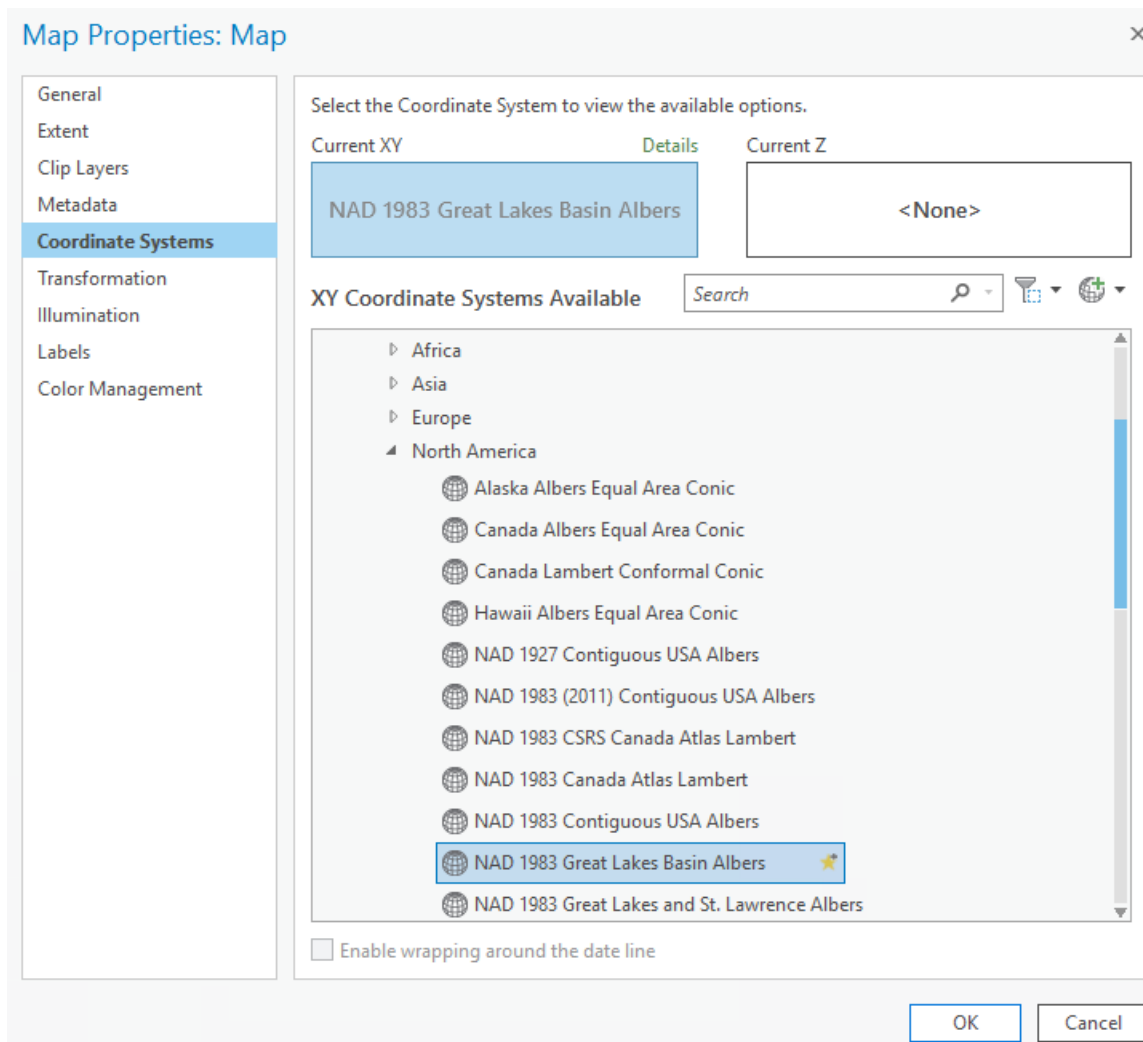 Map Properties: Map
General
Extent
Clip Layers
Metadata
Coordinate Systems
Transformation
Illumination
Labels
Color Management
Select the Coordinate System to view the available options.
Current XY Details Current Z
NAD 1983 Great Lakes Basin Albers <None>
XY Coordinate Systems Available Search
Africa
Asia
Europe
North America
Alaska Albers Equal Area Conic
Canada Albers Equal Area Conic
Canada Lambert Conformal Conic
Hawaii Albers Equal Area Conic
NAD 1927 Contiguous USA Albers
NAD 1983 (2011) Contiguous USA Albers
NAD 1983 CSRS Canada Atlas Lambert
NAD 1983 Canada Atlas Lambert
NAD 1983 Contiguous USA Albers
NAD 1983 Great Lakes Basin Albers
NAD 1983 Great Lakes and St. Lawrence Albers
Enable wrapping around the date line
OK Cancel